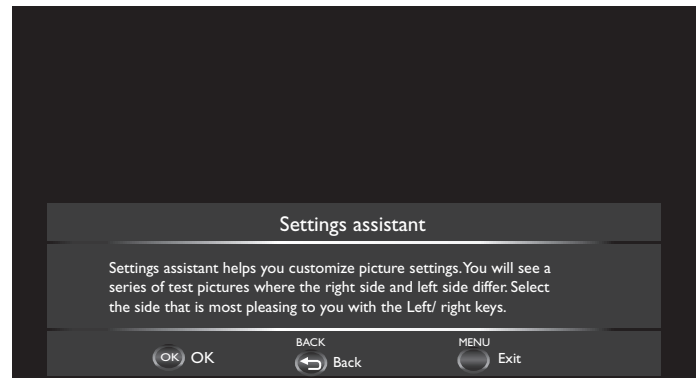 Settings assistant
Settings assistant helps you customize picture settings.You will see a
series of test pictures where the right side and left side differ. Select
the side that is most pleasing to you with the Left/ right keys.
BACK MENU
OK OK Back Exit